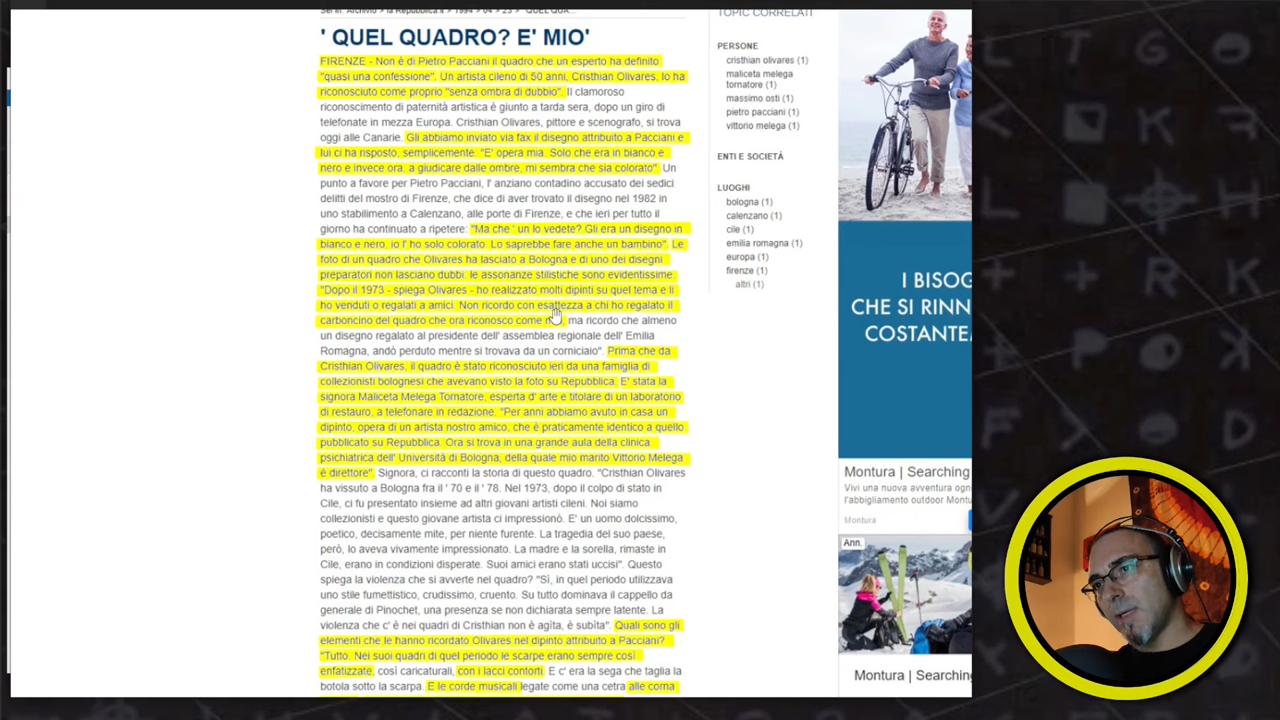 Sei in: Archivio > la Repubblica.it > 1994 > 04 > 23 > ' QUEL QUA...
' QUEL QUADRO? E' MIO'
FIRENZE - Non è di Pietro Pacciani il quadro che un esperto ha definito
"quasi una confessione". Un artista cileno di 50 anni, Cristhian Olivares, lo ha
riconosciuto come proprio "senza ombra di dubbio". Il clamoroso
riconoscimento di paternità artistica è giunto a tarda sera, dopo un giro di
telefonate in mezza Europa. Cristhian Olivares, pittore e scenografo, si trova
oggi alle Canarie. Gli abbiamo inviato via fax il disegno attribuito a Pacciani e
lui ci ha risposto, semplicemente: "E' opera mia. Solo che era in bianco e
nero e invece ora, a giudicare dalle ombre, mi sembra che sia colorato". Un
punto a favore per Pietro Pacciani, l' anziano contadino accusato dei sedici
delitti del mostro di Firenze, che dice di aver trovato il disegno nel 1982 in
uno stabilimento a Calenzano, alle porte di Firenze, e che ieri per tutto il
giorno ha continuato a ripetere: "Ma che ' un lo vedete? Gli era un disegno in
bianco e nero, io l' ho solo colorato. Lo saprebbe fare anche un bambino". Le
foto di un quadro che Olivares ha lasciato a Bologna e di uno dei disegni
preparatori non lasciano dubbi: le assonanze stilistiche sono evidentissime.
"Dopo il 1973 - spiega Olivares - ho realizzato molti dipinti su quel tema e li
ho venduti o regalati a amici. Non ricordo con esattezza a chi ho regalato il
carboncino del quadro che ora riconosco come ma ricordo che almeno
un disegno regalato al presidente dell' assemblea regionale dell' Emilia
Romagna, andò perduto mentre si trovava da un corniciaio". Prima che da
Cristhian Olivares, il quadro è stato riconosciuto ieri da una famiglia di
collezionisti bolognesi che avevano visto la foto su Repubblica. E' stata la
signora Maliceta Melega Tornatore, esperta d' arte e titolare di un laboratorio
di restauro, a telefonare in redazione. "Per anni abbiamo avuto in casa un
dipinto, opera di un artista nostro amico, che è praticamente identico a quello
pubblicato su Repubblica. Ora si trova in una grande aula della clinica
psichiatrica dell' Università di Bologna, della quale mio marito Vittorio Melega
è direttore". Signora, ci racconti la storia di questo quadro. "Cristhian Olivares
ha vissuto a Bologna fra il ' 70 e il ' 78. Nel 1973, dopo il colpo di stato in
Cile, ci fu presentato insieme ad altri giovani artisti cileni. Noi siamo
collezionisti e questo giovane artista ci impressionò. E' un uomo dolcissimo,
poetico, decisamente mite, per niente furente. La tragedia del suo paese,
però, lo aveva vivamente impressionato. La madre e la sorella, rimaste in
Cile, erano in condizioni disperate. Suoi amici erano stati uccisi". Questo
spiega la violenza che si avverte nel quadro? "Sì, in quel periodo utilizzava
uno stile fumettistico, crudissimo, cruento. Su tutto dominava il cappello da
generale di Pinochet, una presenza se non dichiarata sempre latente. La
violenza che c' è nei quadri di Cristhian non è agita, è subita". Quali sono gli
elementi che le hanno ricordato Olivares nel dipinto attribuito a Pacciani?
"Tutto. Nei suoi quadri di quel periodo le scarpe erano sempre così
enfatizzate, così caricaturali, con i lacci contorti. E c' era la sega che taglia la
botola sotto la scarpa. E le corde musicali legate come una cetra alle corna
TOPIC CORRELATI
PERSONE
cristhian olivares (1)
maliceta melega
tornatore (1)
massimo osti (1)
pietro pacciani (1)
vittorio melega (1)
ENTI E SOCIETÀ
LUOGHI
bologna (1)
calenzano (1)
cile (1)
emilia romagna (1)
europa (1)
firenze (1)
altri (1)
I BISOG
CHE SI RINN
COSTANTE
Montura | Searching
Vivi una nuova avventura ogn
l'abbigliamento outdoor Montu
Montura
Ann.
Montura | Searching